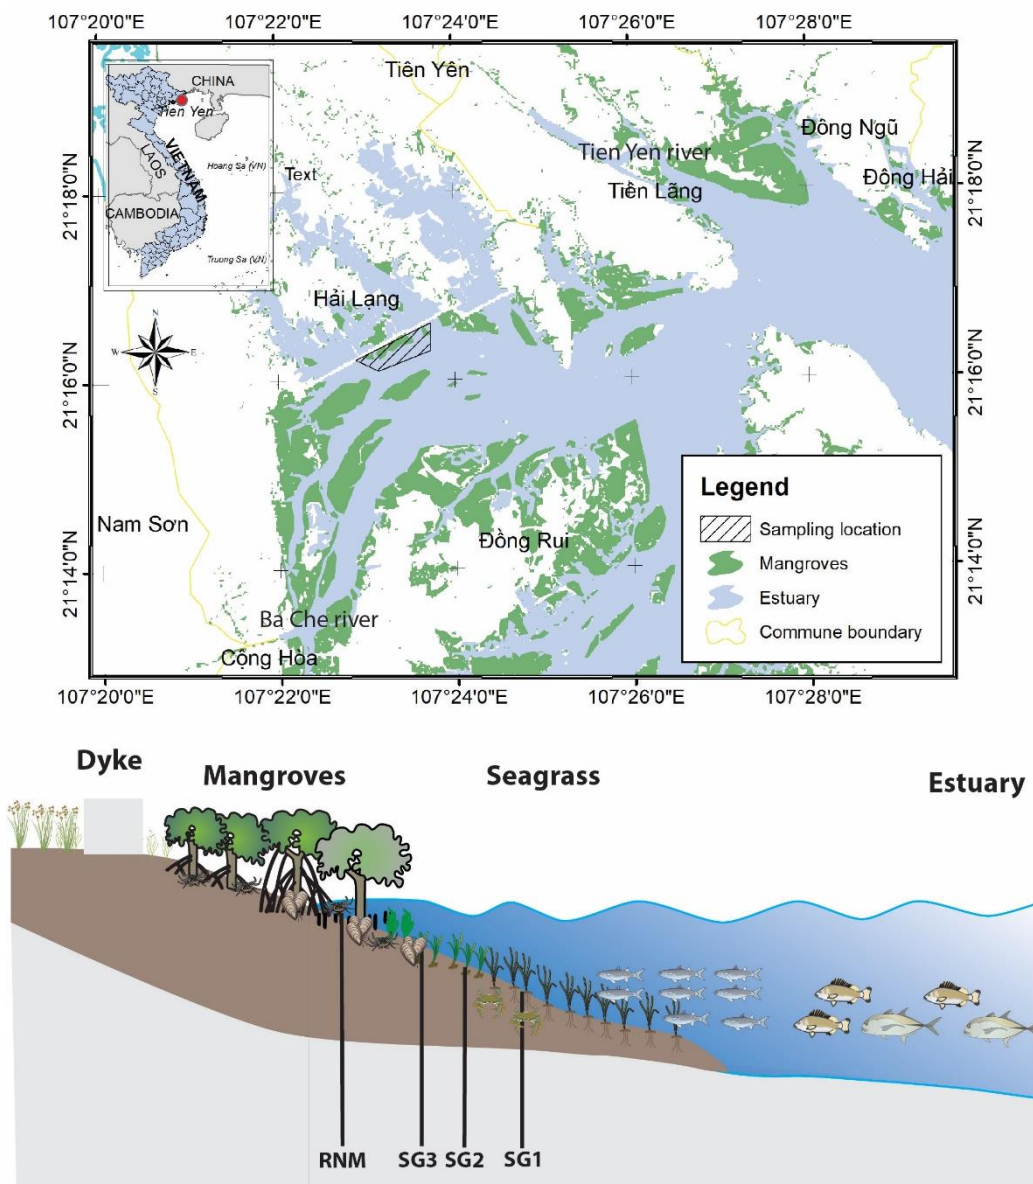 107°20'0"E
107°22'0"E
107°24'0"E
107°26'0"E
107°28'0"E
CHINA
Tien Yen
LAOS
VIETNAM
Hoang Sa (VN)
CAMBODIA
Truong Sa (VN)
Text
Tiên Yên
Tien Yen river
Tiền Lãng
Đông Ngũ
Đông Hải
21°18'0"N
21°18'0"N
Hải Lạng
N
W
E
S
21°16'0"N
21°16'0"N
Nam Sơn
Đồng Rui
21°14'0"N
21°14'0"N
Ba Che river
Cộng Hòa
Legend
Sampling location
Mangroves
Estuary
Commune boundary
107°20'0"E
107°22'0"E
107°24'0"E
107°26'0"E
107°28'0"E
Dyke
Mangroves
Seagrass
Estuary
RNM
SG3
SG2
SG1